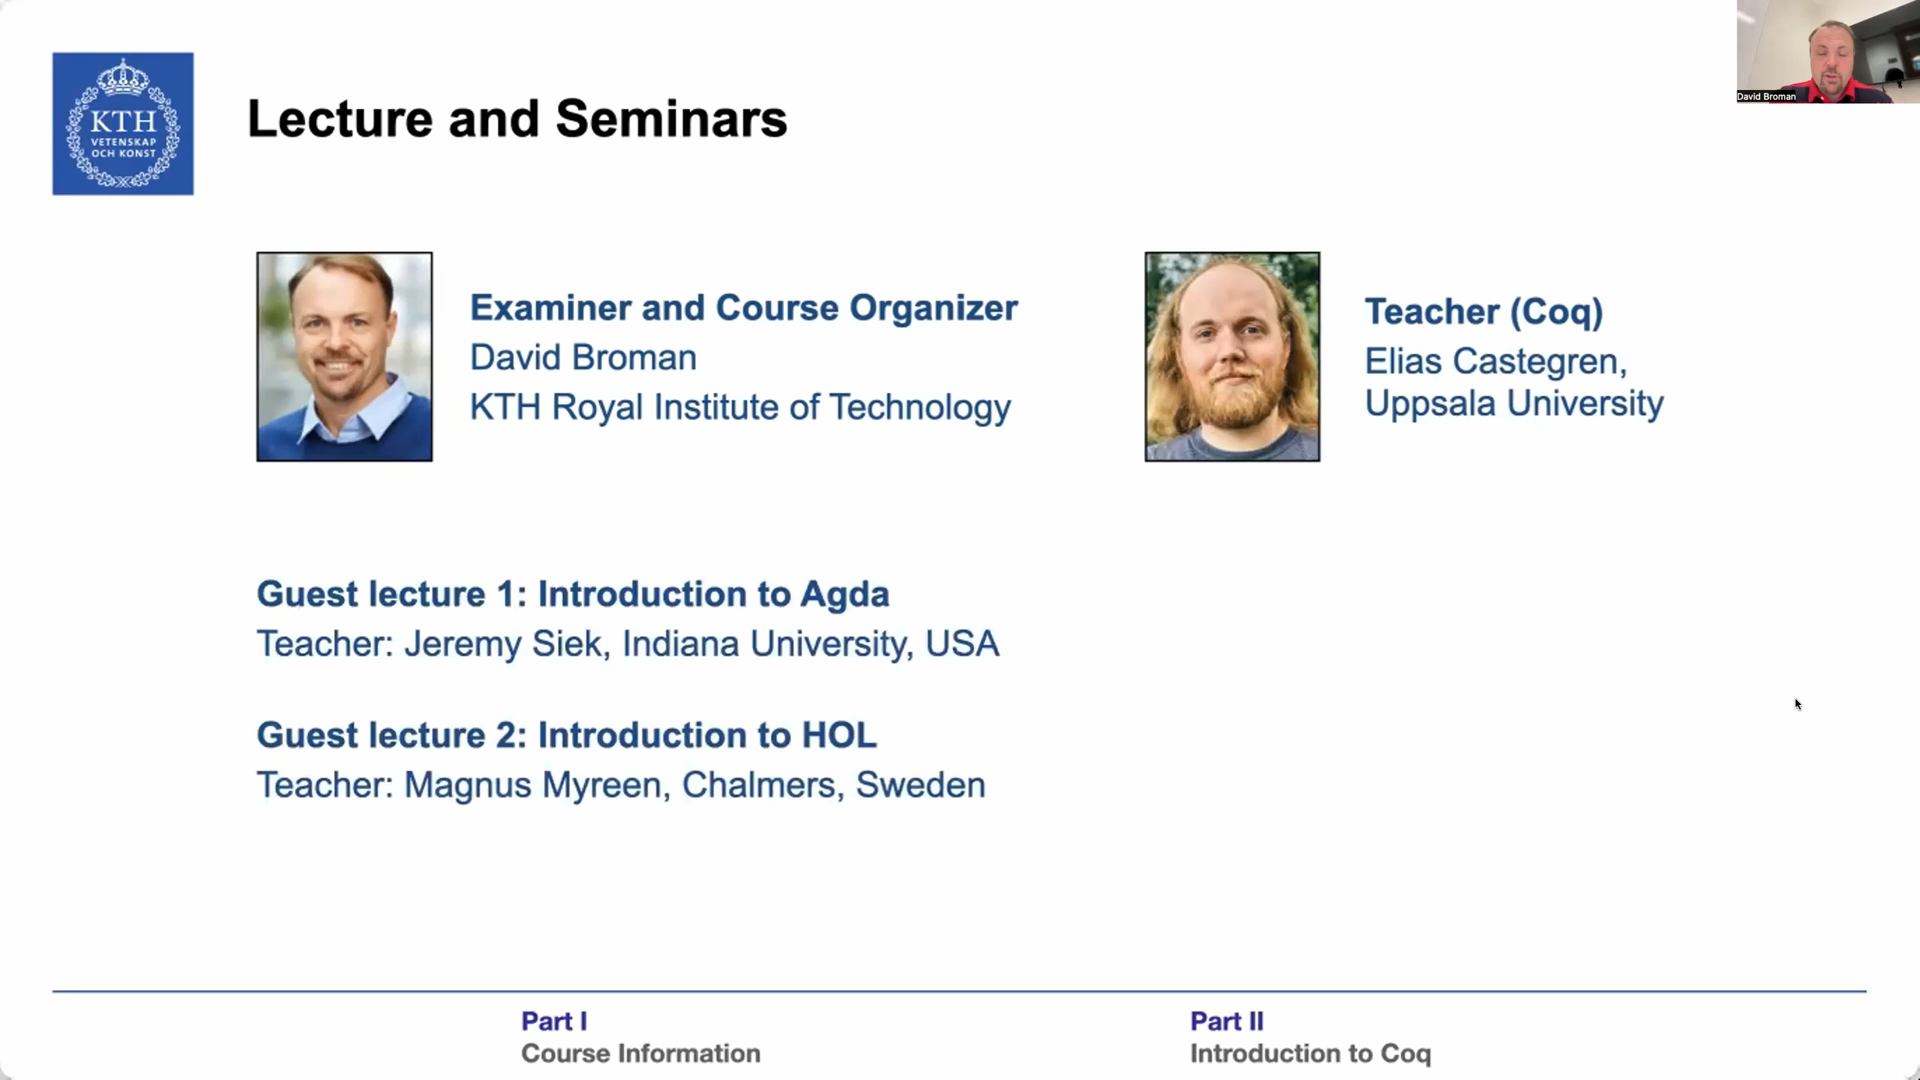 KTH
VETENSKAP
OCH KONST
Lecture and Seminars
David Broman
Examiner and Course Organizer
David Broman
KTH Royal Institute of Technology
Teacher (Coq)
Elias Castegren,
Uppsala University
Guest lecture 1: Introduction to Agda
Teacher: Jeremy Siek, Indiana University, USA
Guest lecture 2: Introduction to HOL
Teacher: Magnus Myreen, Chalmers, Sweden
Part I
Course Information
Part II
Introduction to Coq